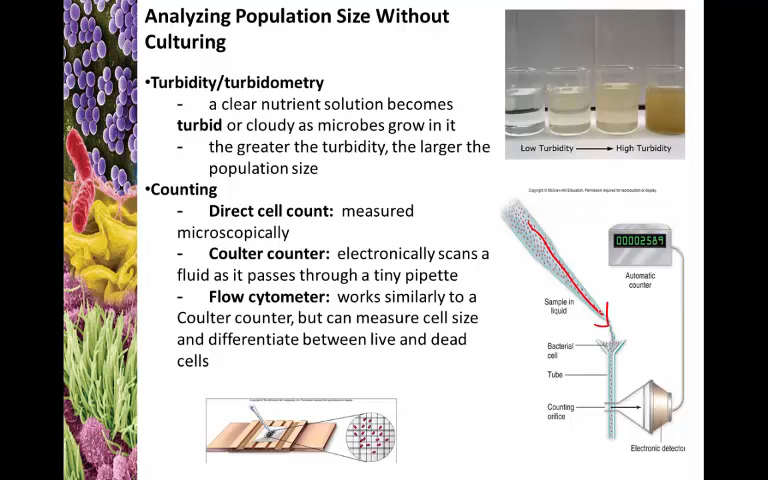 Analyzing Population Size Without
Culturing
•Turbidity/turbidometry
- a clear nutrient solution becomes
turbid or cloudy as microbes grow in it
- the greater the turbidity, the larger the
population size
•Counting
- Direct cell count: measured
microscopically
- Coulter counter: electronically scans a
fluid as it passes through a tiny pipette
- Flow cytometer: works similarly to a
Coulter counter, but can measure cell size
and differentiate between live and dead
cells
Low Turbidity
High Turbidity
Copyright © McGraw-Hill Education. Permission required for reproduction or display.
00002589
Automatic
counter
Sample in
liquid
Bacterial
cell
Tube
Counting
orifice
Electronic detector